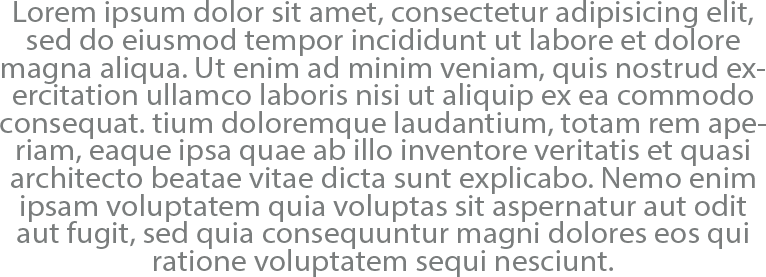 Lorem ipsum dolor sit amet, consectetur adipisicing elit,
sed do eiusmod tempor incididunt ut labore et dolore
magna aliqua. Ut enim ad minim veniam, quis nostrud ex-
ercitation ullamco laboris nisi ut aliquip ex ea commodo
consequat. tium doloremque laudantium, totam rem ape-
riam, eaque ipsa quae ab illo inventore veritatis et quasi
architecto beatae vitae dicta sunt explicabo. Nemo enim
ipsam voluptatem quia voluptas sit aspernatur aut odit
aut fugit, sed quia consequuntur magni dolores eos qui
ratione voluptatem sequi nesciunt.